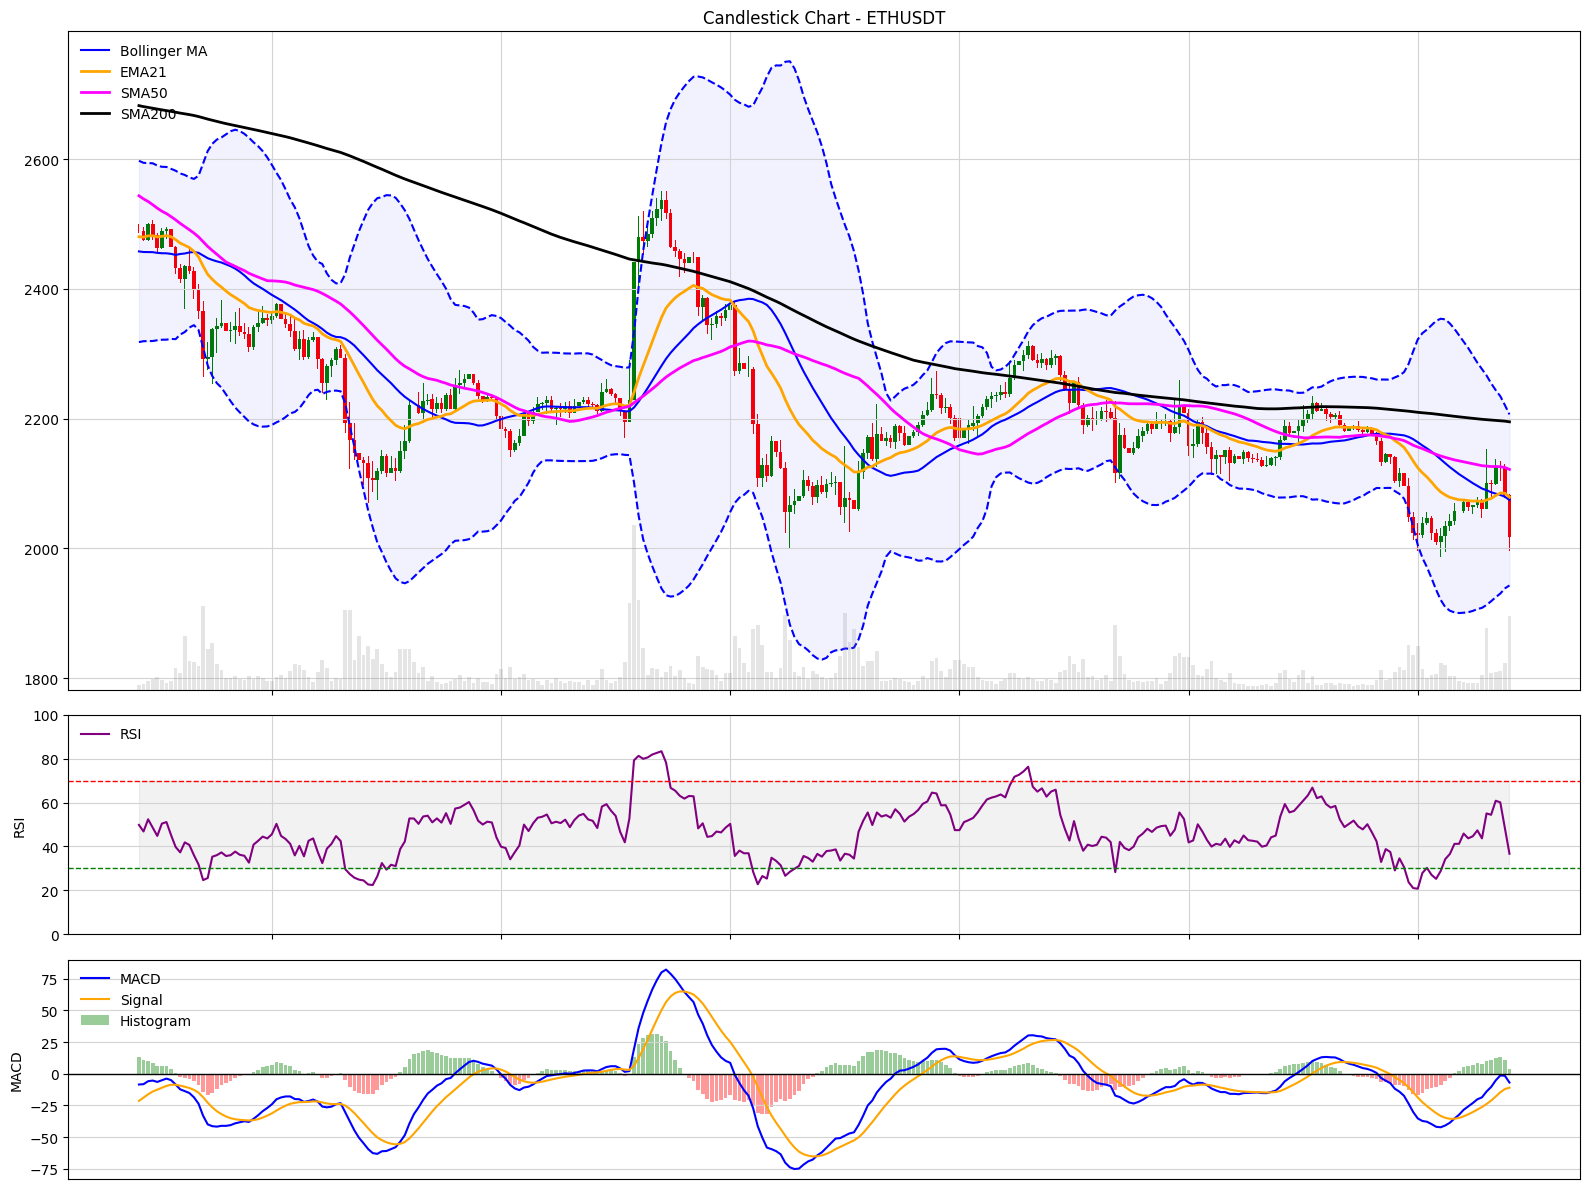 Candlestick Chart - ETHUSDT
Bollinger MA
EMA21
SMA50
SMA200
2600
2400
2200
2000
1800
RSI
100
80
60
40
20
0
RSI
MACD
Signal
Histogram
75
50
25
0
−25
−50
−75
MACD